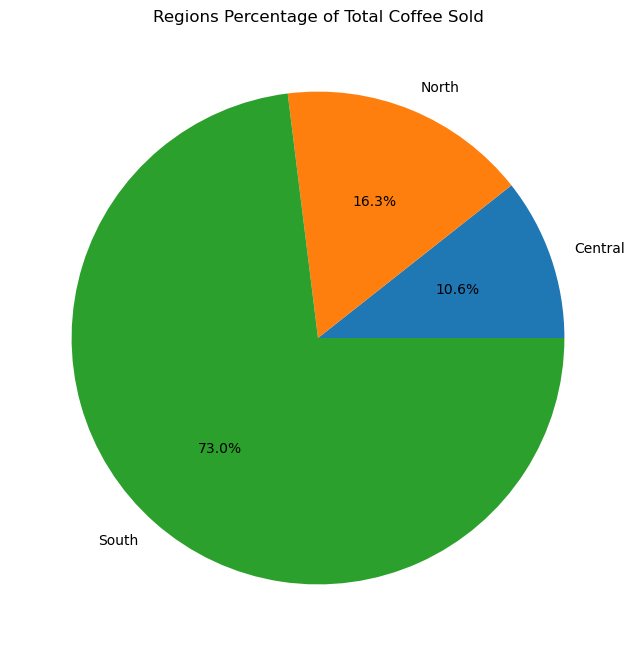 Regions Percentage of Total Coffee Sold
North
16.3%
Central
10.6%
73.0%
South